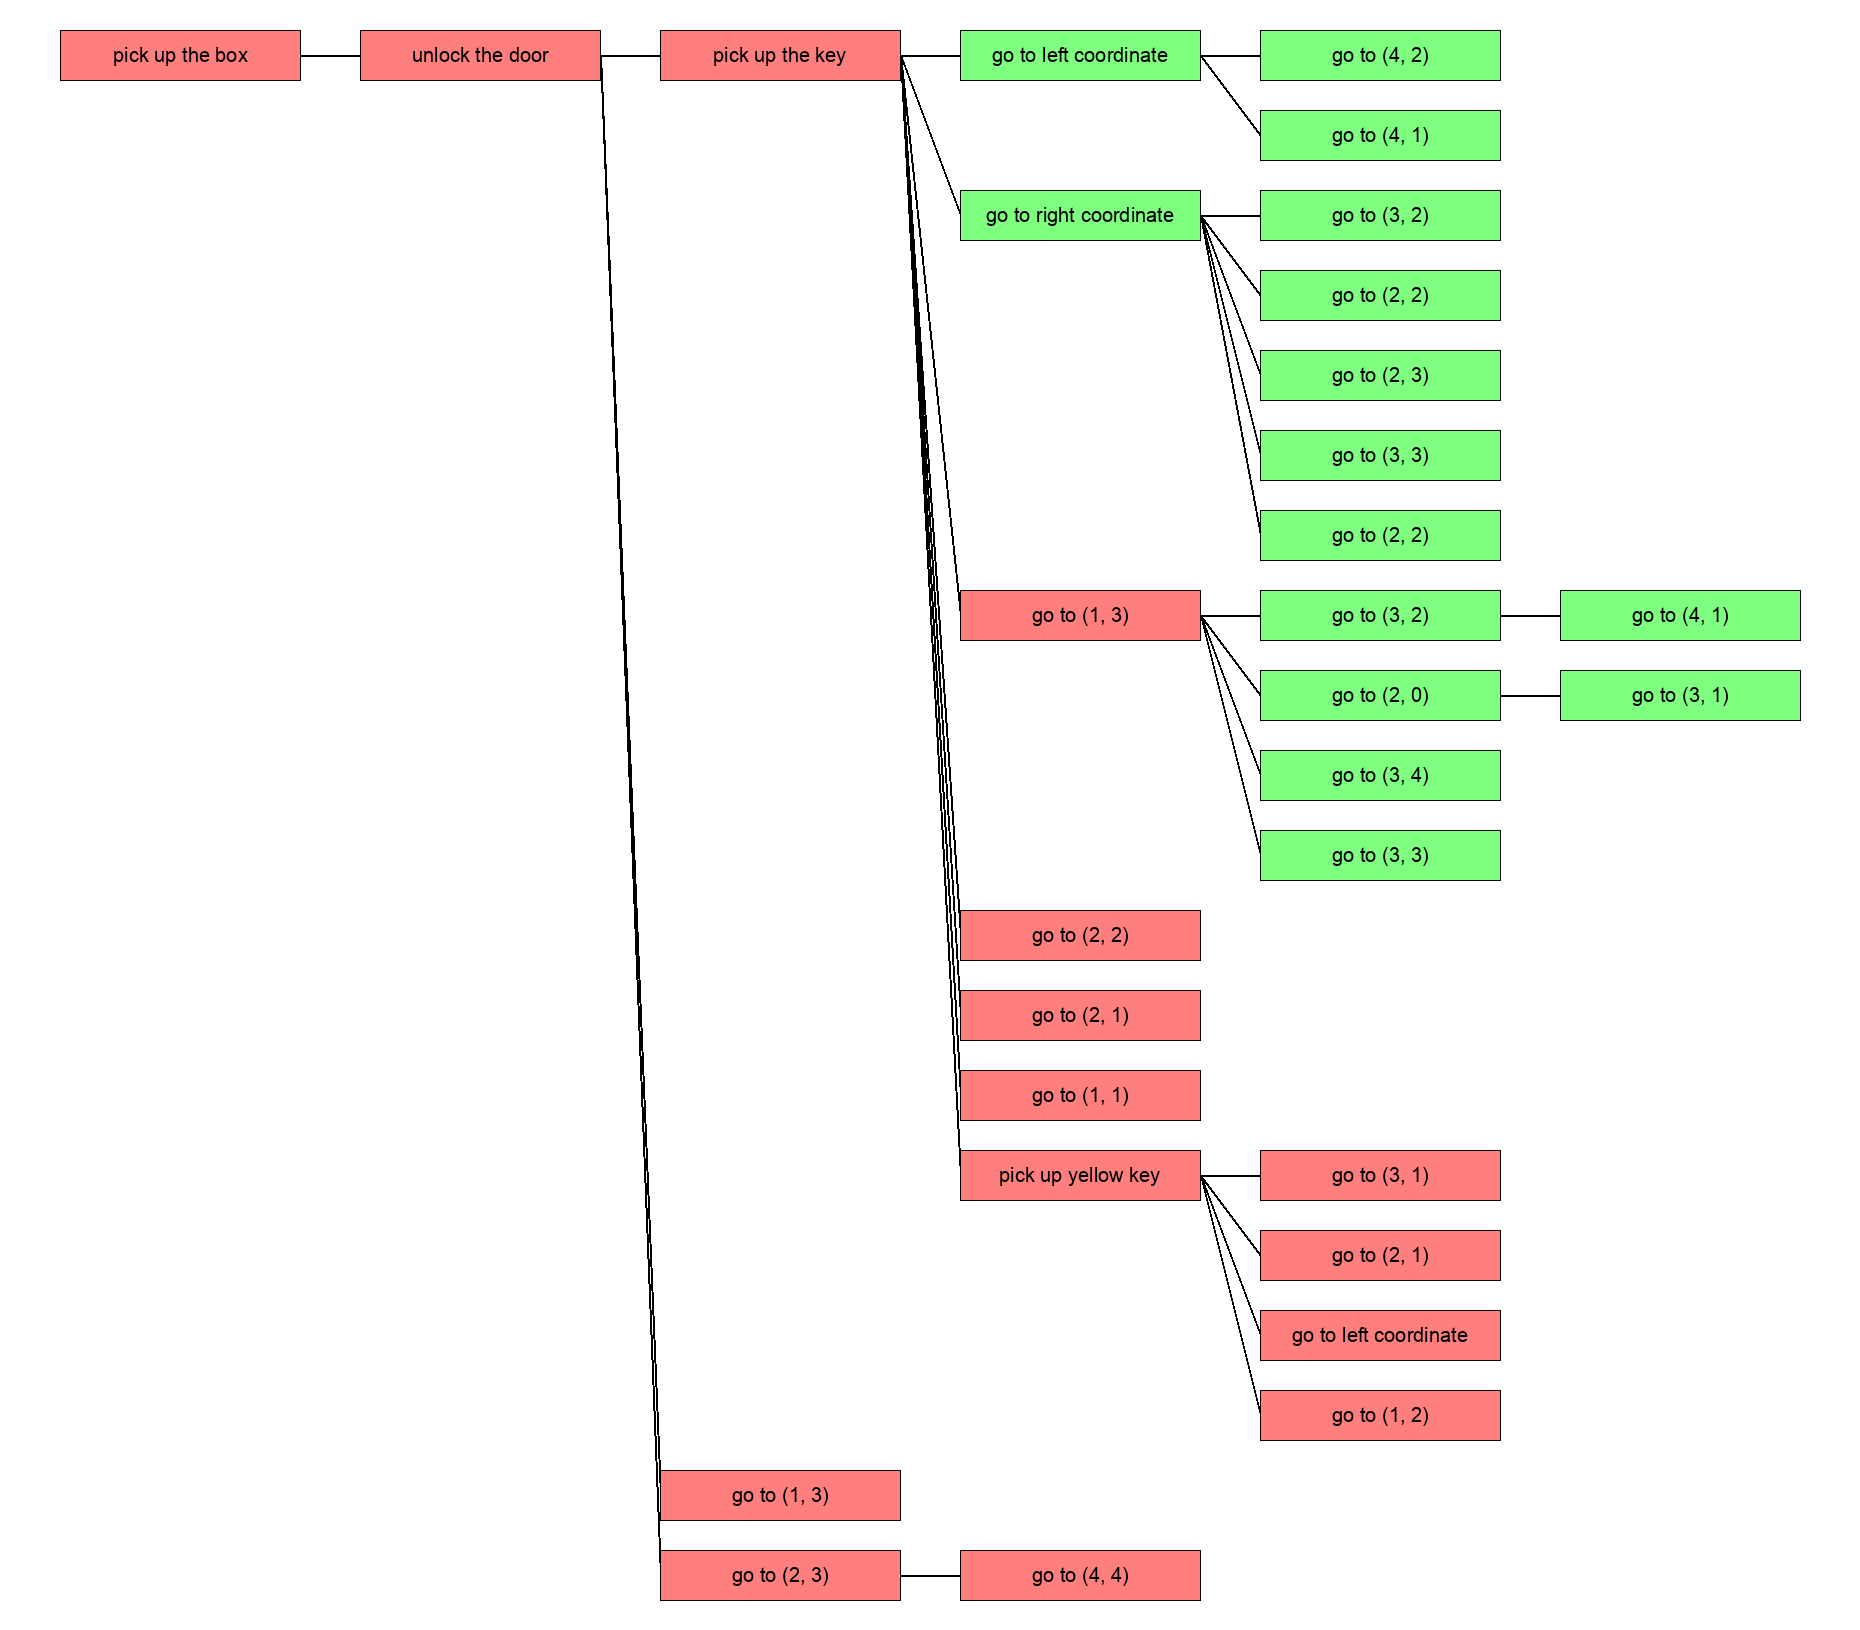 pick up the box
unlock the door
pick up the key
go to left coordinate
go to (4, 2)
go to (4, 1)
go to right coordinate
go to (3, 2)
go to (2, 2)
go to (2, 3)
go to (3, 3)
go to (2, 2)
go to (1, 3)
go to (3, 2)
go to (4, 1)
go to (2, 0)
go to (3, 1)
go to (3, 4)
go to (3, 3)
go to (2, 2)
go to (2, 1)
go to (1, 1)
pick up yellow key
go to (3, 1)
go to (2, 1)
go to left coordinate
go to (1, 2)
go to (1, 3)
go to (2, 3)
go to (4, 4)